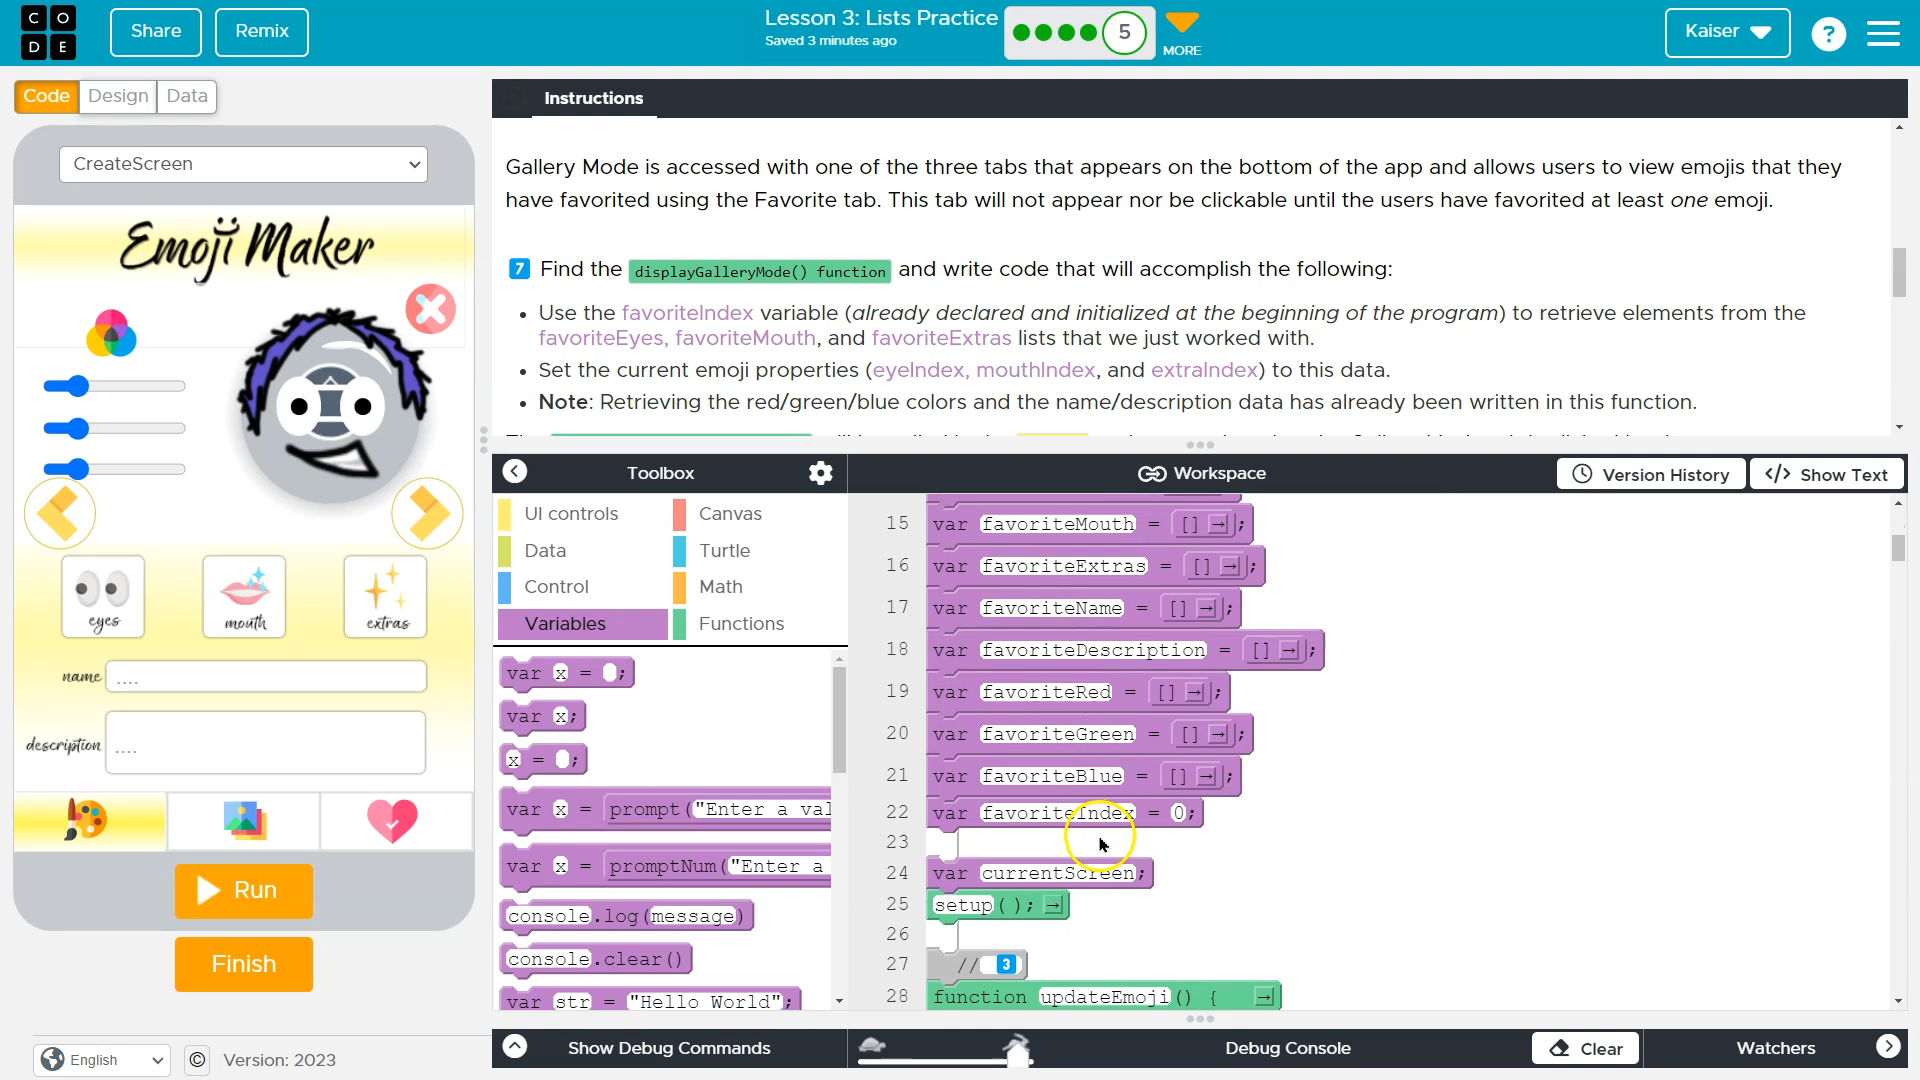 C O
D E
Share
Remix
Lesson 3: Lists Practice
Saved 3 minutes ago
5
MORE
Kaiser
?
Code
Design
Data
CreateScreen
Emoji Maker
eyes
mouth
extras
name
....
description
....
Run
Finish
English
©
Version: 2023
Instructions
Gallery Mode is accessed with one of the three tabs that appears on the bottom of the app and allows users to view emojis that they
have favorited using the Favorite tab. This tab will not appear nor be clickable until the users have favorited at least one emoji.
7 Find the displayGalleryMode() function and write code that will accomplish the following:
• Use the favoriteIndex variable (already declared and initialized at the beginning of the program) to retrieve elements from the
favoriteEyes, favoriteMouth, and favoriteExtras lists that we just worked with.
• Set the current emoji properties (eyeIndex, mouthIndex, and extraIndex) to this data.
• Note: Retrieving the red/green/blue colors and the name/description data has already been written in this function.
Toolbox
Workspace
Version History
</> Show Text
UI controls
Canvas
Data
Turtle
Control
Math
Variables
Functions
var x = ;
var x;
x = ;
var x = prompt("Enter a val
var x = promptNum("Enter a
console.log(message)
console.clear()
var str = "Hello World";
15 var favoriteMouth = [] → ;
16 var favoriteExtras = [] → ;
17 var favoriteName = [] → ;
18 var favoriteDescription = [] → ;
19 var favoriteRed = [] → ;
20 var favoriteGreen = [] → ;
21 var favoriteBlue = [] → ;
22 var favoriteIndex = 0;
23
24 var currentScreen;
25 setup(); →
26
27 // 3
28 function updateEmoji() { →
Show Debug Commands
Debug Console
Clear
Watchers